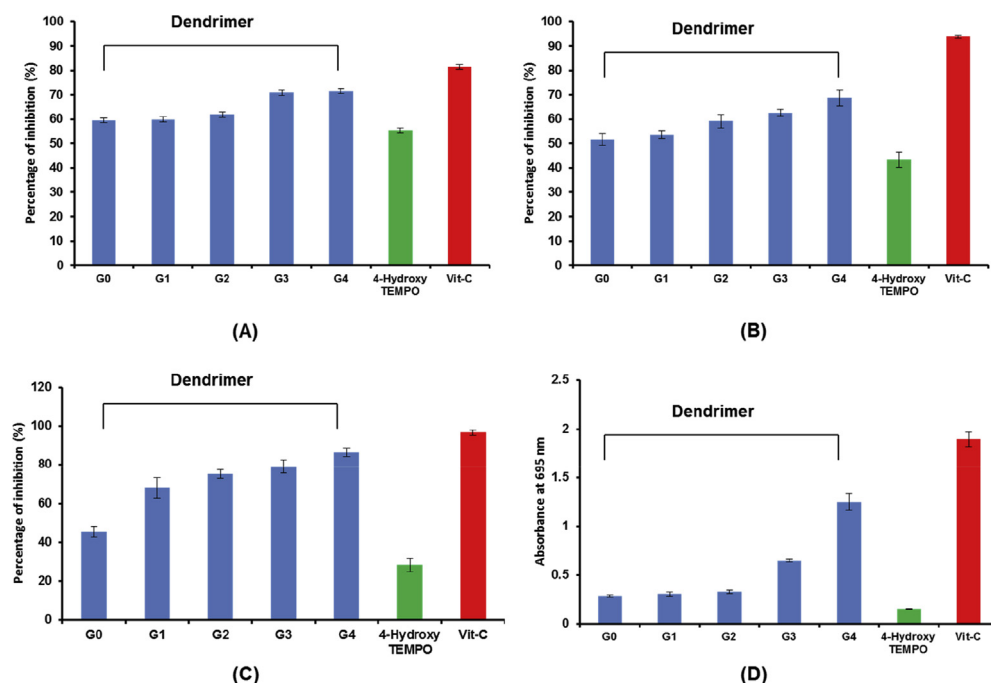 Dendrimer
Percentage of inhibition (%)
100
90
80
70
60
50
40
30
20
10
0
G0 G1 G2 G3 G4 4-Hydroxy Vit-C
TEMPO
(A)
Dendrimer
Percentage of inhibition (%)
100
90
80
70
60
50
40
30
20
10
0
G0 G1 G2 G3 G4 4-Hydroxy Vit-C
TEMPO
(B)
Dendrimer
Percentage of inhibition (%)
120
100
80
60
40
20
0
G0 G1 G2 G3 G4 4-Hydroxy Vit-C
TEMPO
(C)
Dendrimer
Absorbance at 695 nm
2.5
2
1.5
1
0.5
0
G0 G1 G2 G3 G4 4-Hydroxy Vit-C
TEMPO
(D)